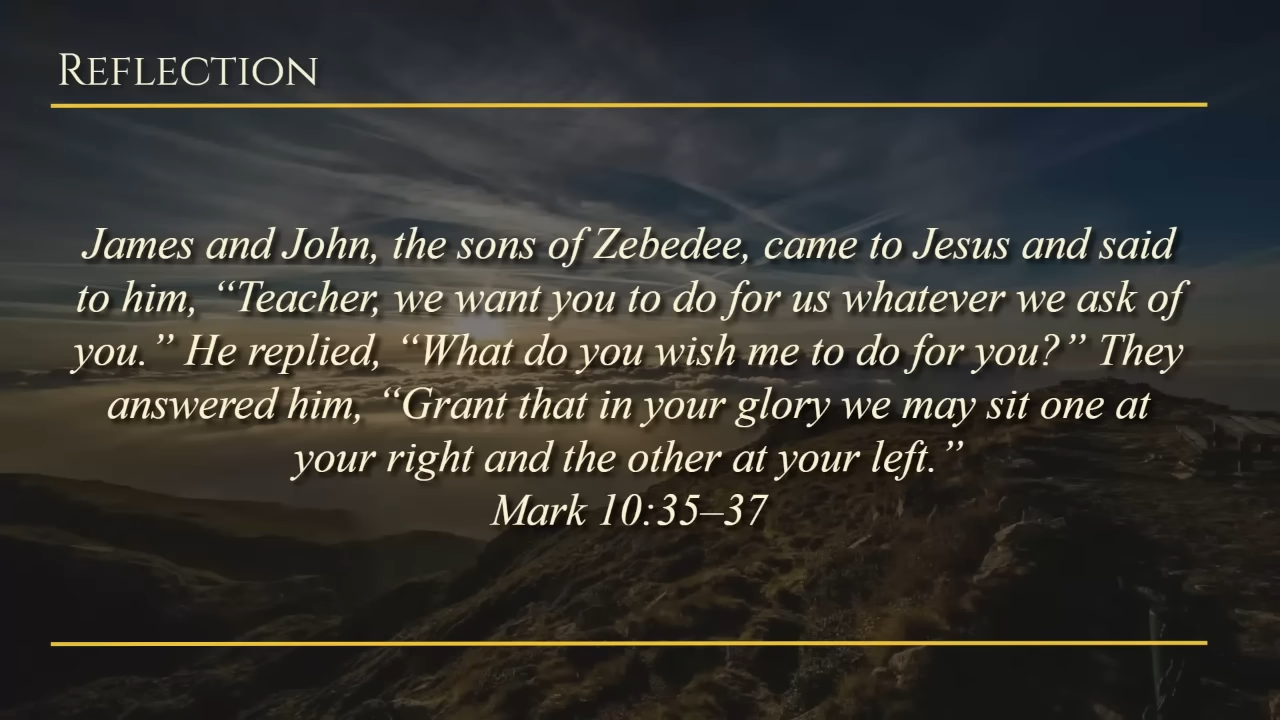 Reflection
James and John, the sons of Zebedee, came to Jesus and said
to him, “Teacher, we want you to do for us whatever we ask of
you.” He replied, “What do you wish me to do for you?” They
answered him, “Grant that in your glory we may sit one at
your right and the other at your left.”
Mark 10:35–37